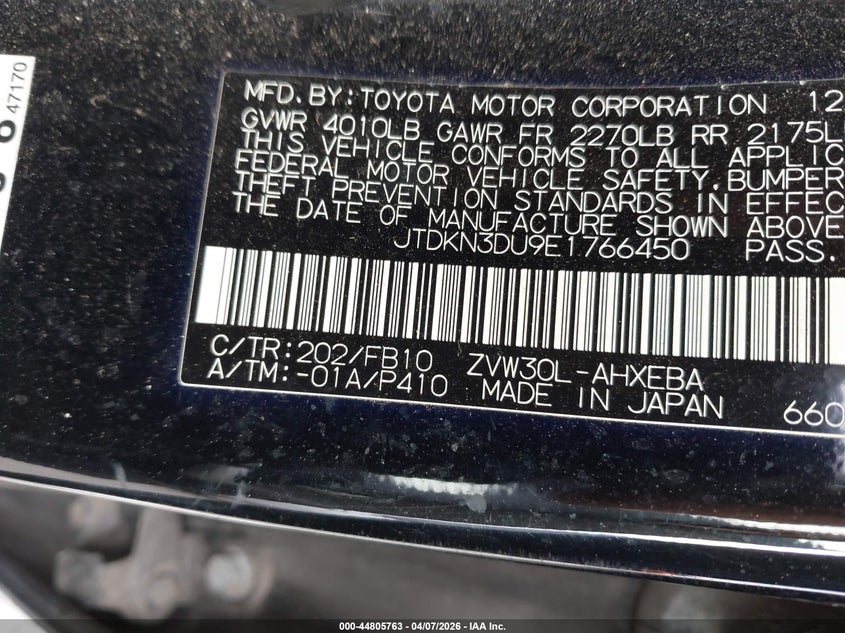 47170
MFD.BY:TOYOTA MOTOR CORPORATION 12
GVWR 4010LB GAWR FR 2270LB RR 2175L
THIS VEHICLE CONFORMS TO ALL APPLIC
FEDERAL MOTOR VEHICLE SAFETY.BUMPER
THEFT PREVENTION STANDARDS IN EFFEC
THE DATE OF MANUFACTURE SHOWN ABOVE
JTDKN3DU9E1766450 PASS.
C/TR:202/FB10 ZVW30L-AHXEBA
A/TM:-01A/P410 MADE IN JAPAN 660
000-44805763 - 04/07/2026 - IAA Inc.